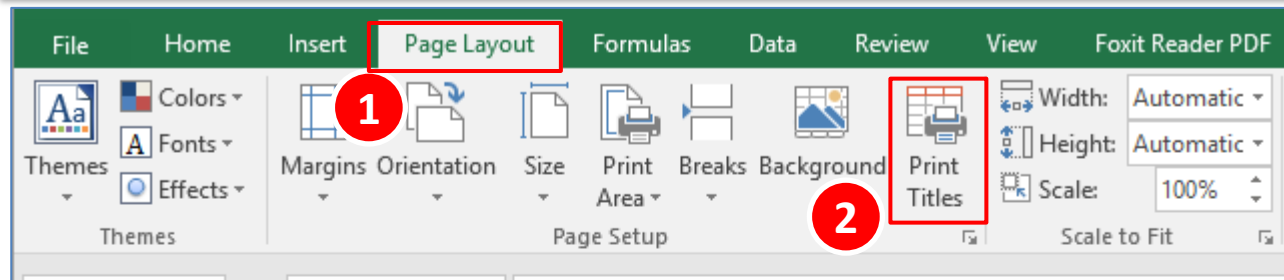 File Home Insert Page Layout Formulas Data Review View Foxit Reader PDF
1
Aa Colors
A Fonts
Effects
Themes
Margins Orientation Size Print Area Breaks Background Print Titles
2
Width: Automatic
Height: Automatic
Scale: 100%
Themes Page Setup Scale to Fit